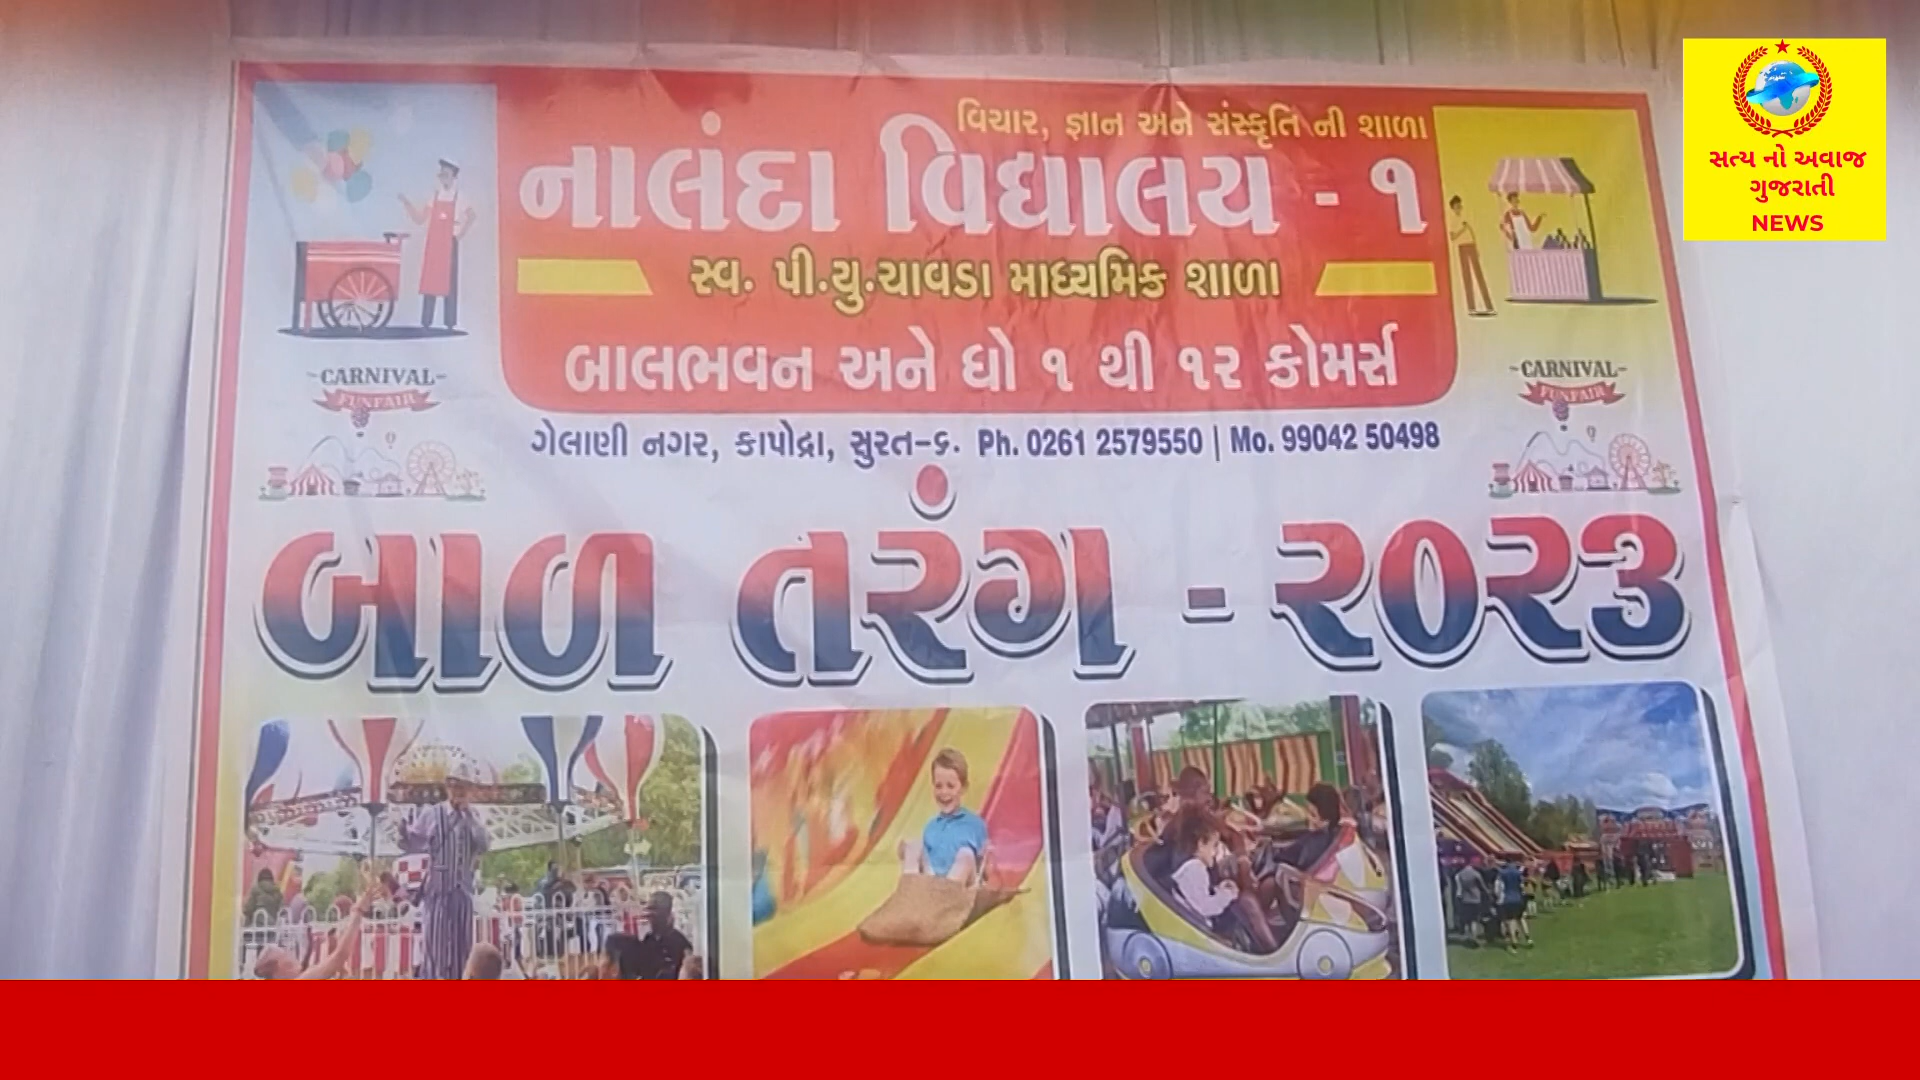 વિચાર, જ્ઞાન અને સંસ્કૃતિ ની શાળા
નાલંદા વિદ્યાલય - ૧
સ્વ. પી.યુ.ચાવડા માધ્યમિક શાળા
બાલભવન અને ધો ૧ થી ૧૨ કોમર્સ
ગેલાણી નગર, કાપોદ્રા, સુરત-૬. Ph. 0261 2579550 | Mo. 99042 50498
CARNIVAL
FUNFAIR
CARNIVAL
FUNFAIR
બાળ તરંગ - ૨૦૨૩
સત્ય નો અવાજ
ગુજરાતી
NEWS